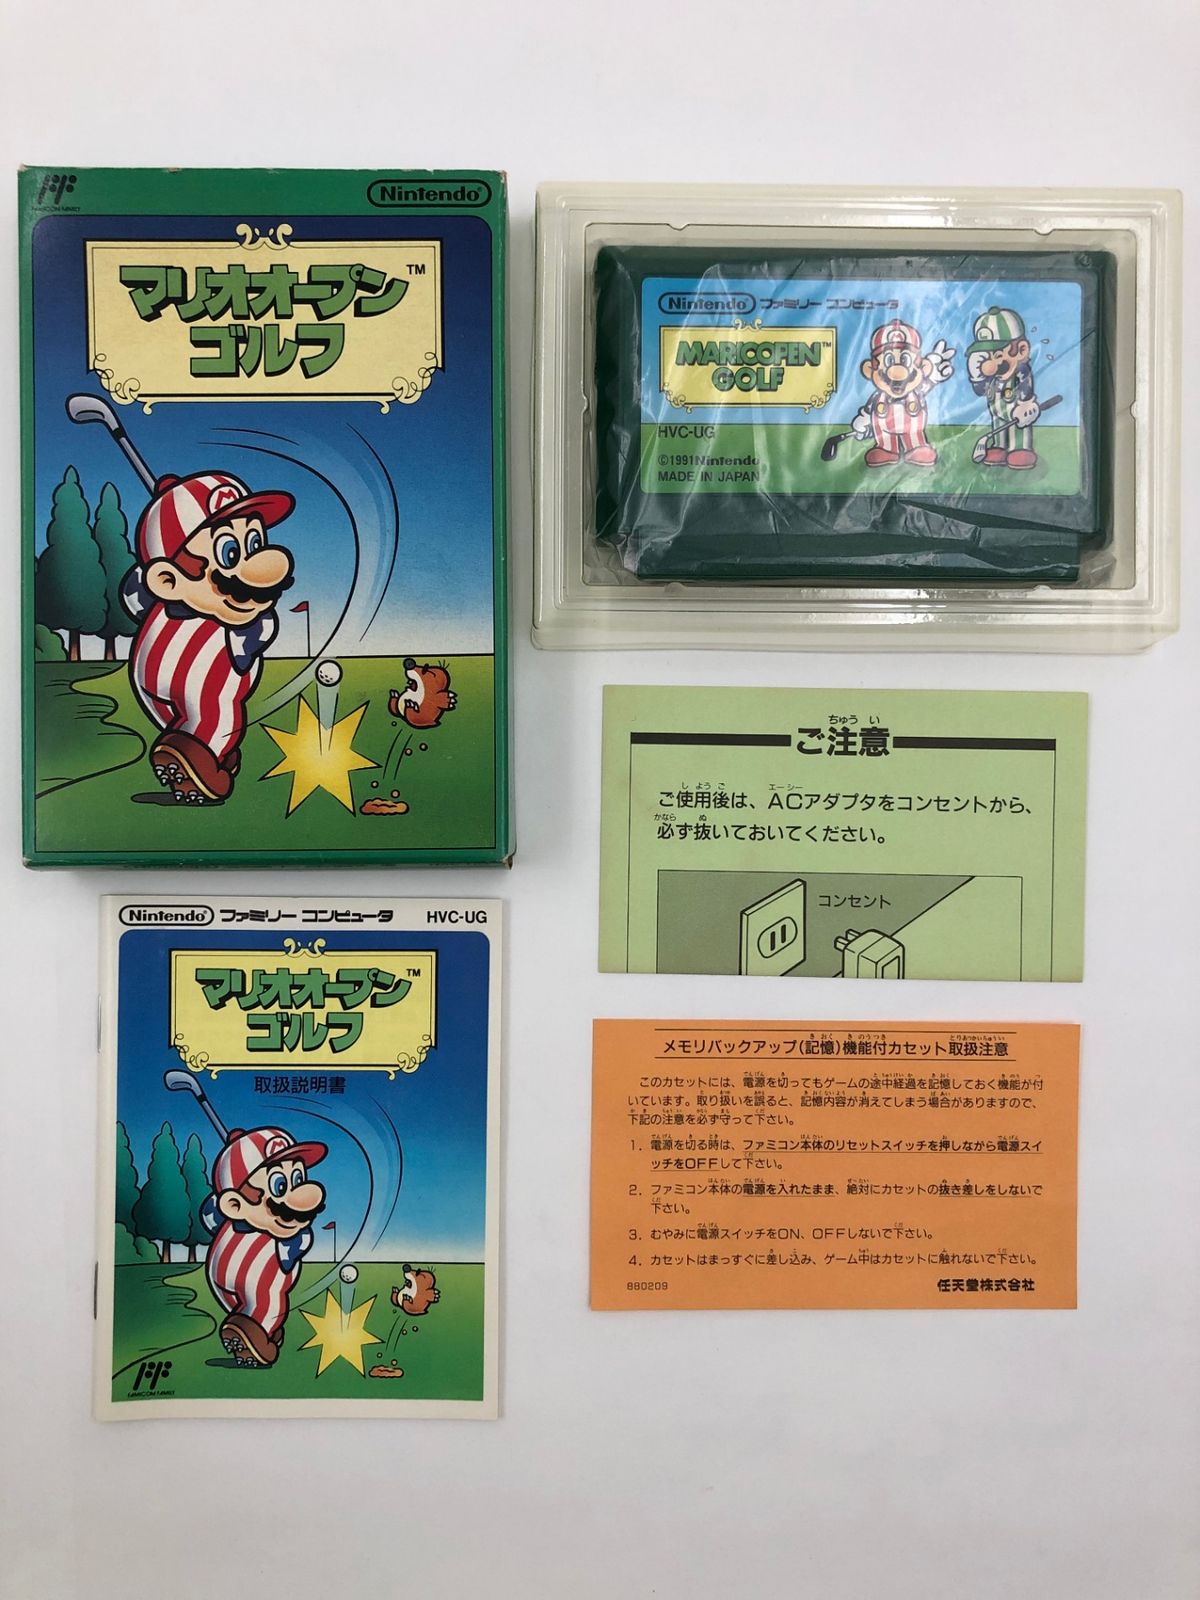 FAMICOM FAMILY
Nintendo
マリオオープン™
ゴルフ
M
Nintendo ファミリー コンピュータ
MARIO OPEN™
GOLF
HVC-UG
©1991 Nintendo
MADE IN JAPAN
Nintendo ファミリー コンピュータ HVC-UG
マリオオープン™
ゴルフ
取扱説明書
M
FAMICOM FAMILY
ちゅう い
ご注意
し よう ご エーシー
ご使用後は、ACアダプタをコンセントから、
かなら ぬ
必ず抜いておいてください。
コンセント
メモリバックアップ(記憶)機能付カセット取扱注意
このカセットには、電源を切ってもゲームの途中経過を記憶しておく機能が付
いています。取り扱いを誤ると、記憶内容が消えてしまう場合がありますので、
下記の注意を必ず守って下さい。
1. 電源を切る時は、ファミコン本体のリセットスイッチを押しながら電源スイ
ッチをOFFして下さい。
2. ファミコン本体の電源を入れたまま、絶対にカセットの抜き差しをしないで
下さい。
3. むやみに電源スイッチをON、OFFしないで下さい。
4. カセットはまっすぐに差し込み、ゲーム中はカセットに触れないで下さい。
880209 任天堂株式会社